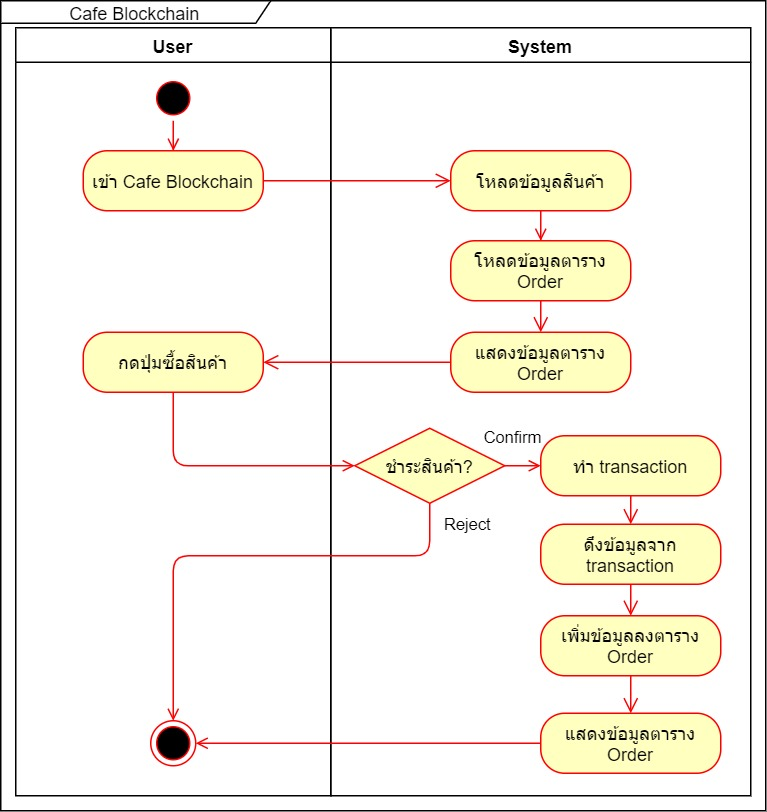 Cafe Blockchain
User
System
เข้า Cafe Blockchain
โหลดข้อมูลสินค้า
โหลดข้อมูลตาราง
Order
กดปุ่มซื้อสินค้า
แสดงข้อมูลตาราง
Order
ชำระสินค้า?
Confirm
ทำ transaction
Reject
ดึงข้อมูลจาก
transaction
เพิ่มข้อมูลลงตาราง
Order
แสดงข้อมูลตาราง
Order